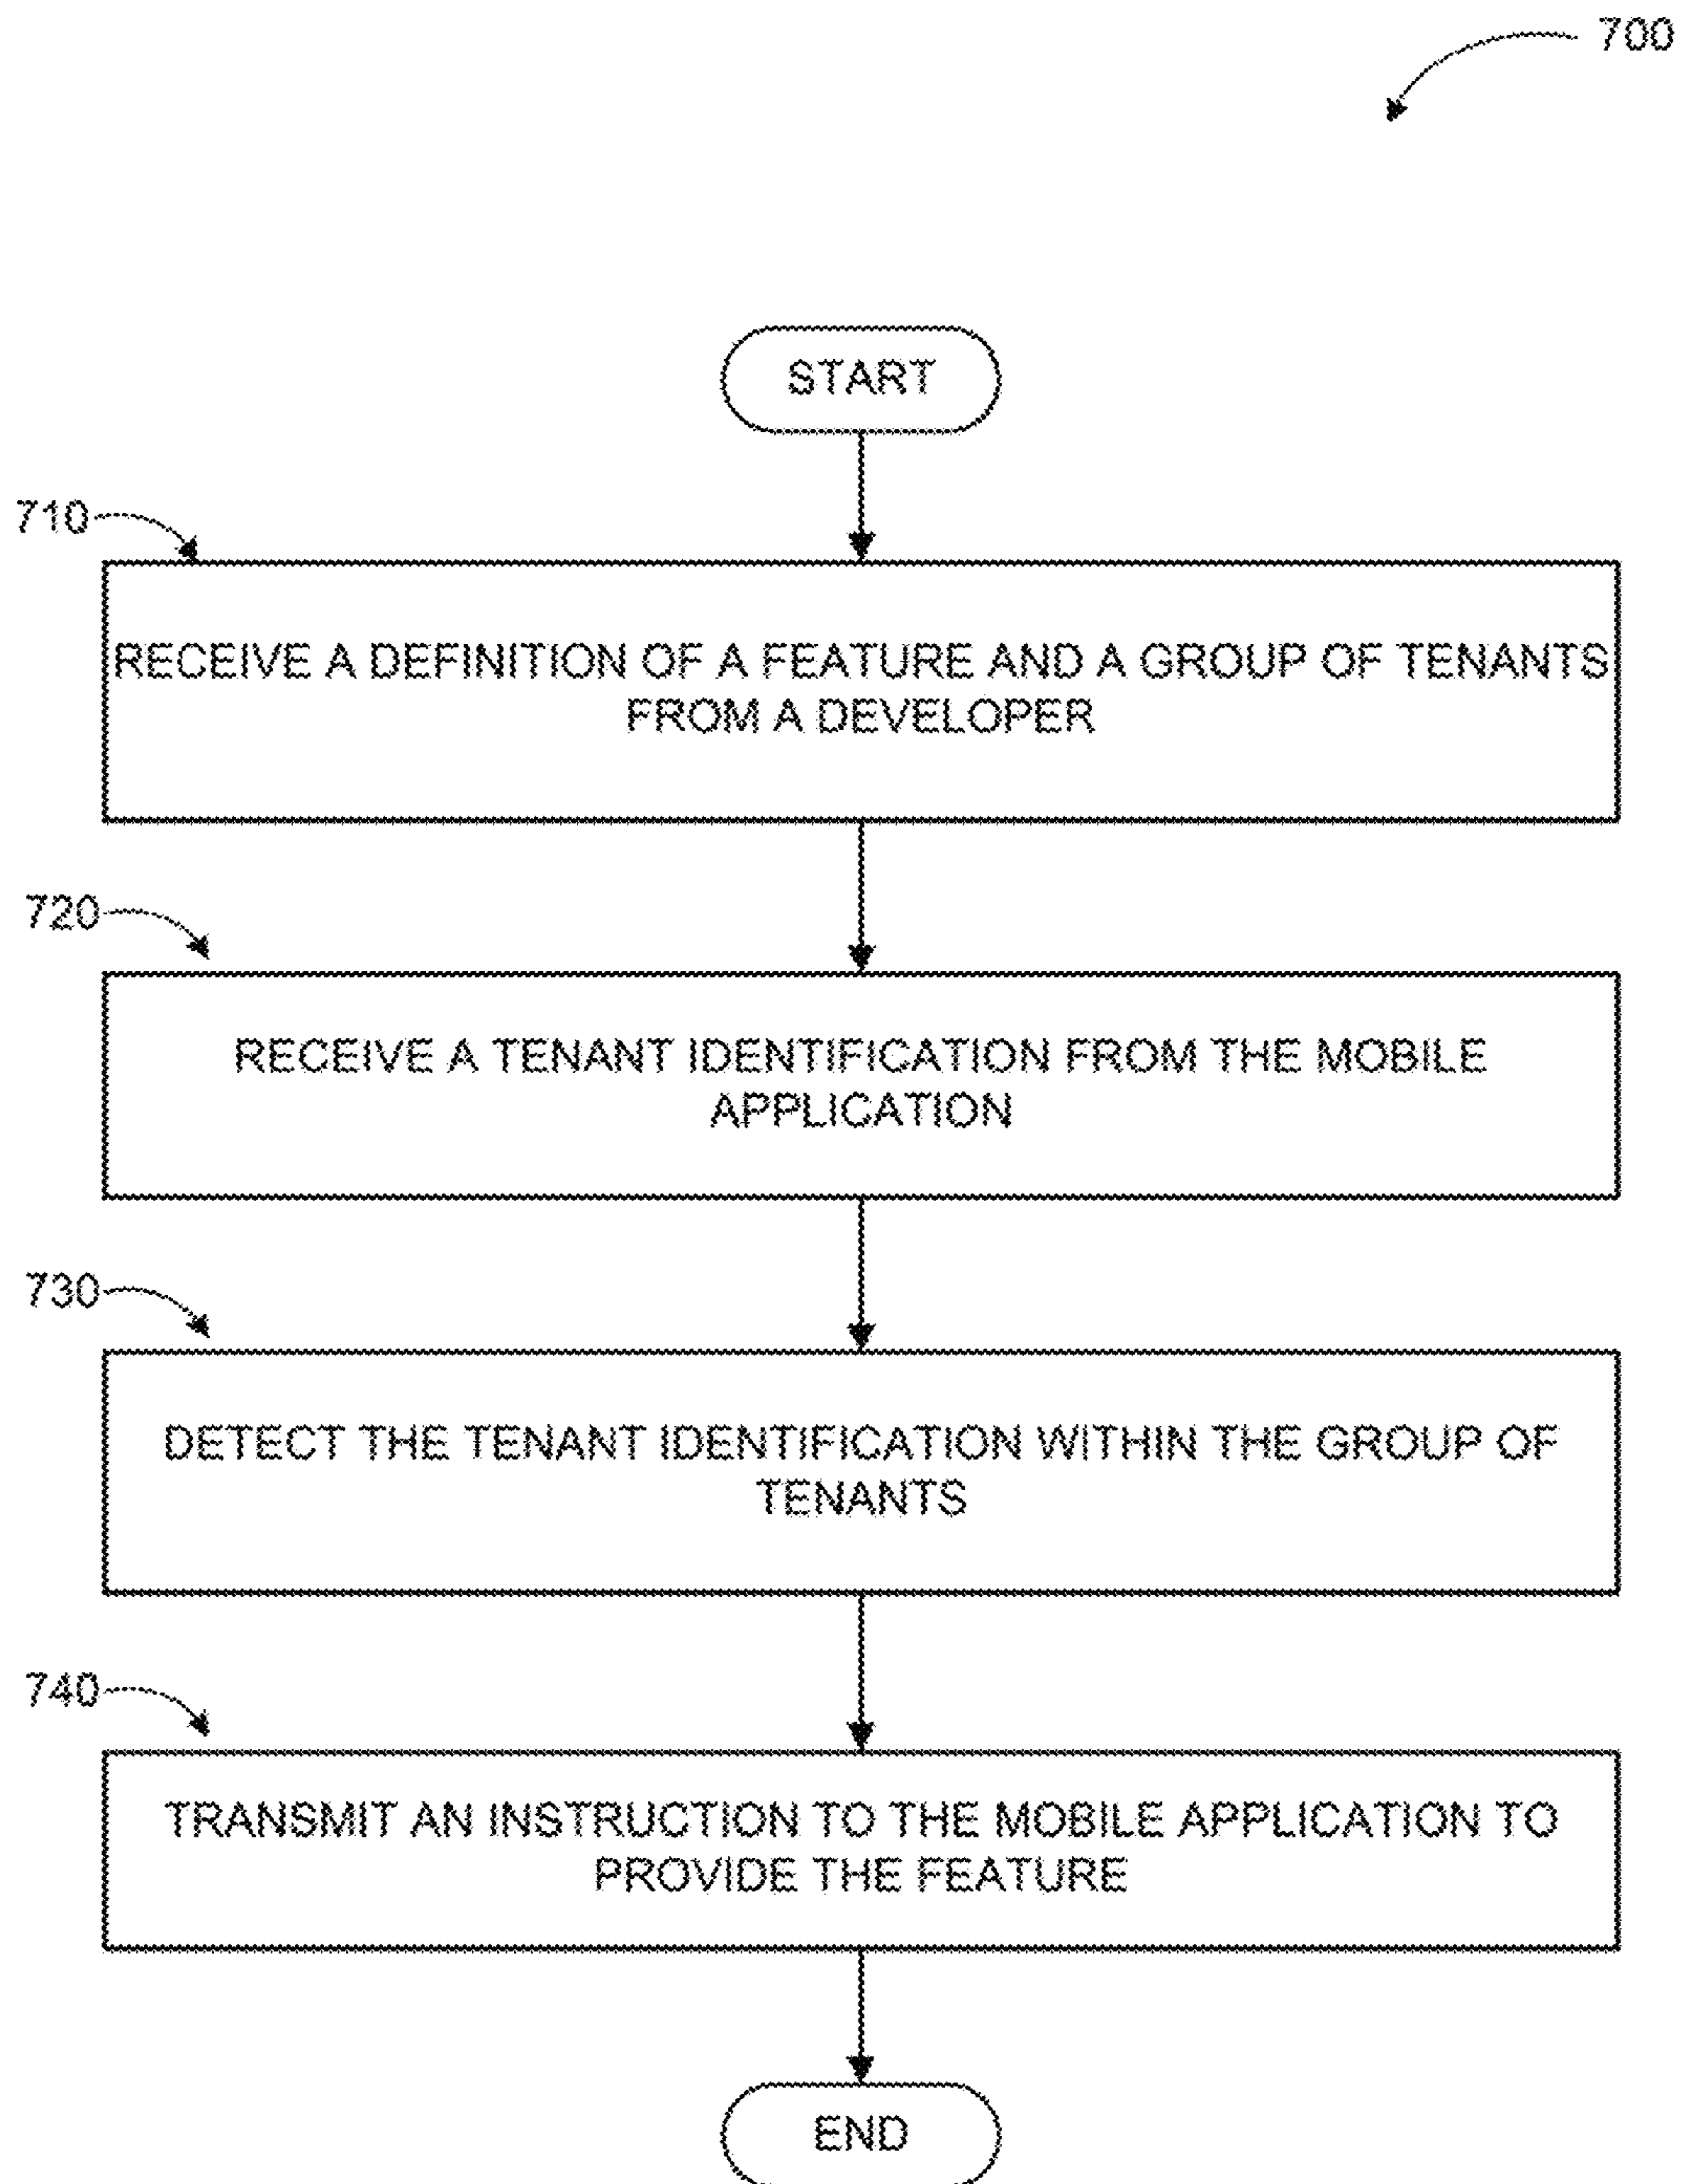 700
START
710
RECEIVE A DEFINITION OF A FEATURE AND A GROUP OF TENANTS
FROM A DEVELOPER
720
RECEIVE A TENANT IDENTIFICATION FROM THE MOBILE
APPLICATION
730
DETECT THE TENANT IDENTIFICATION WITHIN THE GROUP OF
TENANTS
740
TRANSMIT AN INSTRUCTION TO THE MOBILE APPLICATION TO
PROVIDE THE FEATURE
END